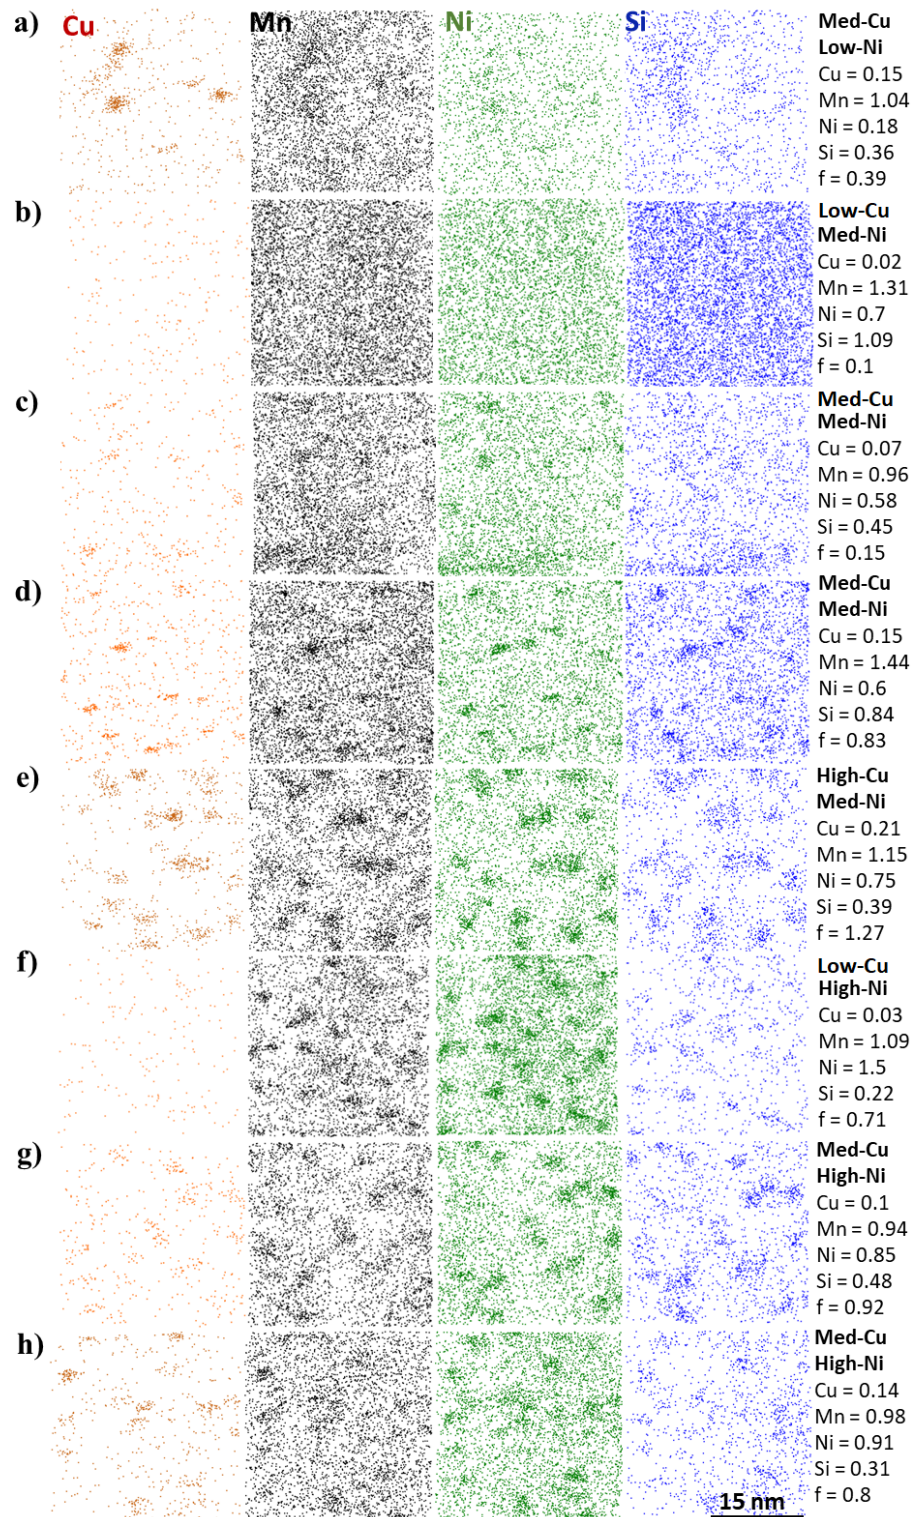 a) Cu Mn Ni Si
Med-Cu
Low-Ni
Cu = 0.15
Mn = 1.04
Ni = 0.18
Si = 0.36
f = 0.39
b)
Low-Cu
Med-Ni
Cu = 0.02
Mn = 1.31
Ni = 0.7
Si = 1.09
f = 0.1
c)
Med-Cu
Med-Ni
Cu = 0.07
Mn = 0.96
Ni = 0.58
Si = 0.45
f = 0.15
d)
Med-Cu
Med-Ni
Cu = 0.15
Mn = 1.44
Ni = 0.6
Si = 0.84
f = 0.83
e)
High-Cu
Med-Ni
Cu = 0.21
Mn = 1.15
Ni = 0.75
Si = 0.39
f = 1.27
f)
Low-Cu
High-Ni
Cu = 0.03
Mn = 1.09
Ni = 1.5
Si = 0.22
f = 0.71
g)
Med-Cu
High-Ni
Cu = 0.1
Mn = 0.94
Ni = 0.85
Si = 0.48
f = 0.92
h)
Med-Cu
High-Ni
Cu = 0.14
Mn = 0.98
Ni = 0.91
Si = 0.31
f = 0.8
15 nm